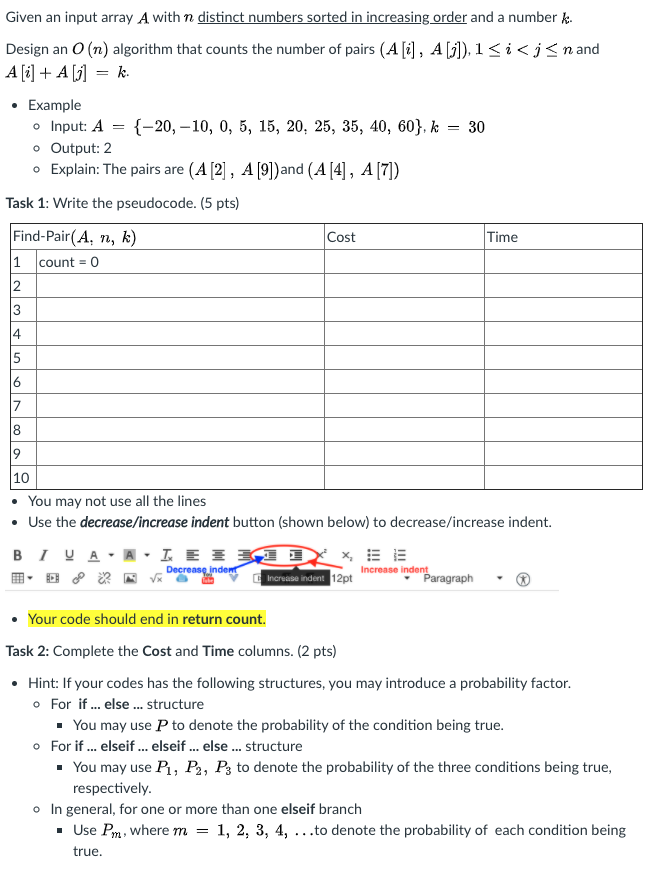 Given an input array A with n distinct numbers sorted in increasing order and a number k.
Design an O (n) algorithm that counts the number of pairs (A [i] , A [j]), 1 ≤ i < j ≤ n and
A [i] + A [j] = k.
• Example
○ Input: A = {−20, −10, 0, 5, 15, 20, 25, 35, 40, 60}, k = 30
○ Output: 2
○ Explain: The pairs are (A [2] , A [9])and (A [4] , A [7])
Task 1: Write the pseudocode. (5 pts)
Find-Pair(A, n, k) Cost Time
1 count = 0
2
3
4
5
6
7
8
9
10
• You may not use all the lines
• Use the decrease/increase indent button (shown below) to decrease/increase indent.
B I U A A
Decrease indent Increase indent
Increase indent 12pt Paragraph
• Your code should end in return count.
Task 2: Complete the Cost and Time columns. (2 pts)
• Hint: If your codes has the following structures, you may introduce a probability factor.
○ For if ... else ... structure
▪ You may use P to denote the probability of the condition being true.
○ For if ... elseif ... elseif ... else ... structure
▪ You may use P₁, P₂, P₃ to denote the probability of the three conditions being true,
respectively.
○ In general, for one or more than one elseif branch
▪ Use Pₘ, where m = 1, 2, 3, 4, ...to denote the probability of each condition being
true.